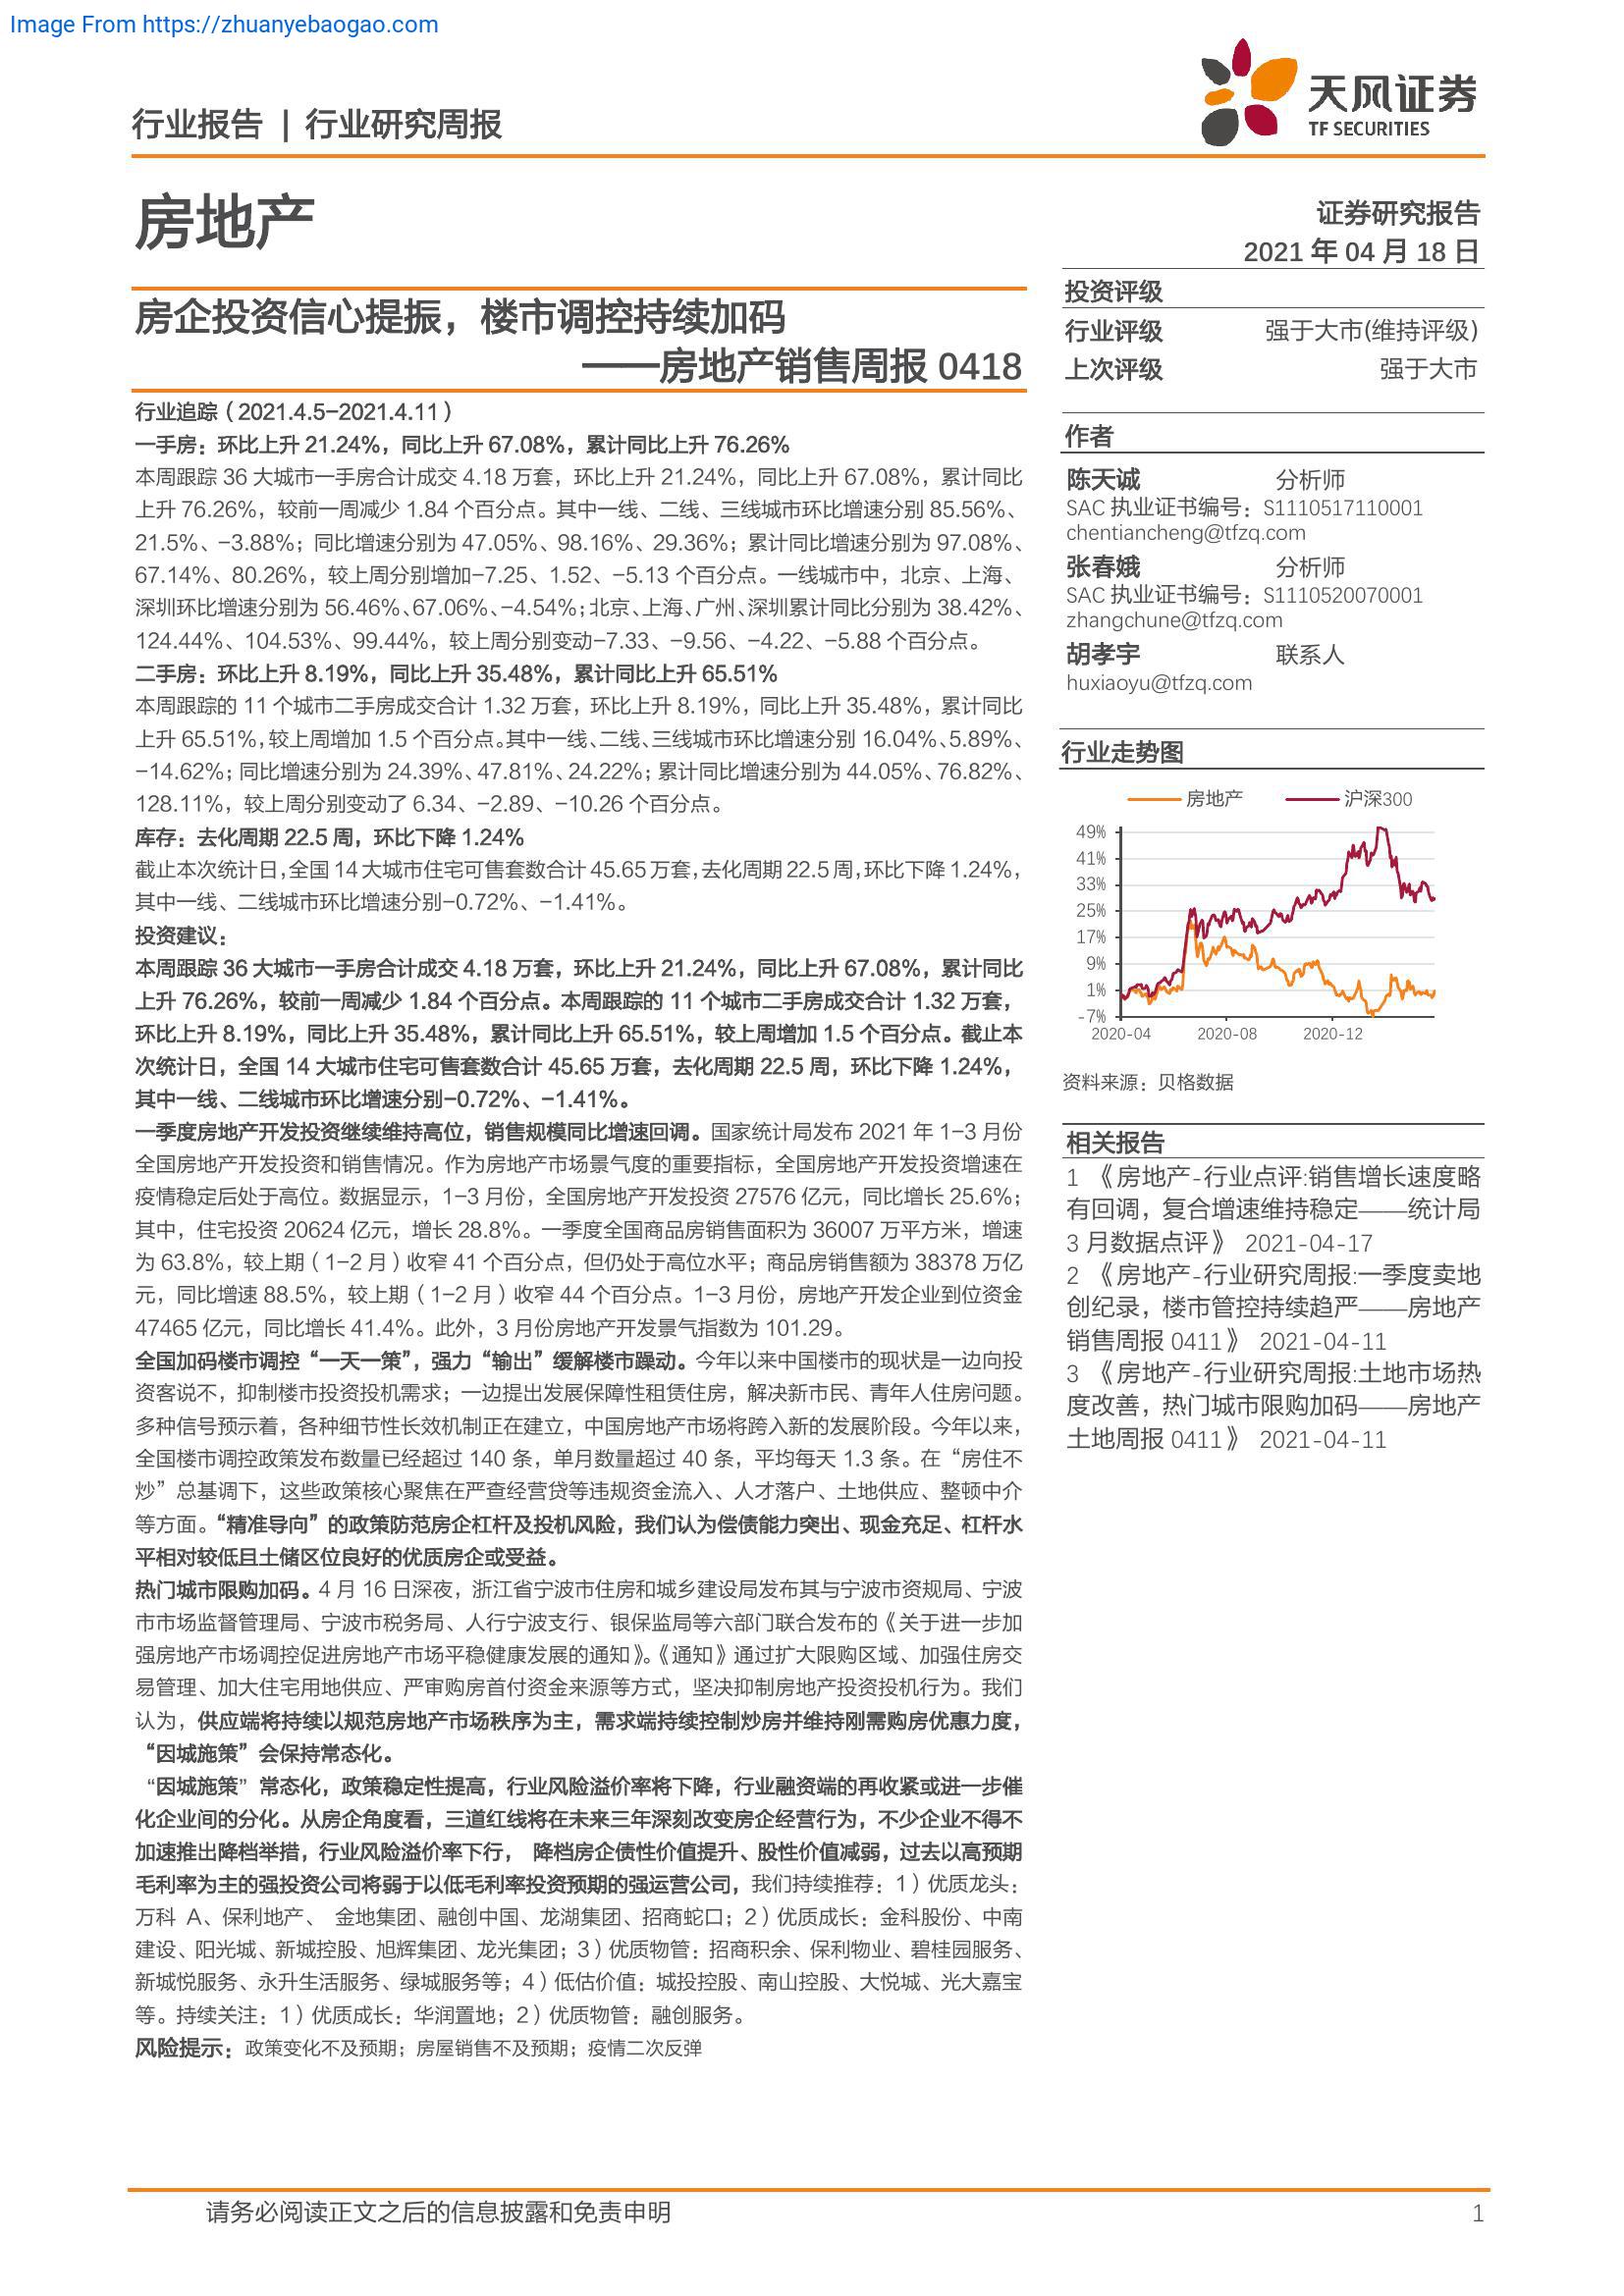 Image From https://zhuanyebaogao.com
行业报告 | 行业研究周报
天风证券
TF SECURITIES
房地产
证券研究报告
2021 年 04 月 18 日
房企投资信心提振，楼市调控持续加码
——房地产销售周报 0418
行业追踪（2021.4.5-2021.4.11）
一手房：环比上升 21.24%，同比上升 67.08%，累计同比上升 76.26%
本周跟踪 36 大城市一手房合计成交 4.18 万套，环比上升 21.24%，同比上升 67.08%，累计同比
上升 76.26%，较前一周减少 1.84 个百分点。其中一线、二线、三线城市环比增速分别 85.56%、
21.5%、-3.88%；同比增速分别为 47.05%、98.16%、29.36%；累计同比增速分别为 97.08%、
67.14%、80.26%，较上周分别增加-7.25、1.52、-5.13 个百分点。一线城市中，北京、上海、
深圳环比增速分别为 56.46%、67.06%、-4.54%；北京、上海、广州、深圳累计同比分别为 38.42%、
124.44%、104.53%、99.44%，较上周分别变动-7.33、-9.56、-4.22、-5.88 个百分点。
二手房：环比上升 8.19%，同比上升 35.48%，累计同比上升 65.51%
本周跟踪的 11 个城市二手房成交合计 1.32 万套，环比上升 8.19%，同比上升 35.48%，累计同比
上升 65.51%，较上周增加 1.5 个百分点。其中一线、二线、三线城市环比增速分别 16.04%、5.89%、
-14.62%；同比增速分别为 24.39%、47.81%、24.22%；累计同比增速分别为 44.05%、76.82%、
128.11%，较上周分别变动了 6.34、-2.89、-10.26 个百分点。
库存：去化周期 22.5 周，环比下降 1.24%
截止本次统计日，全国 14 大城市住宅可售套数合计 45.65 万套，去化周期 22.5 周，环比下降 1.24%，
其中一线、二线城市环比增速分别-0.72%、-1.41%。
投资建议：
本周跟踪 36 大城市一手房合计成交 4.18 万套，环比上升 21.24%，同比上升 67.08%，累计同比
上升 76.26%，较前一周减少 1.84 个百分点。本周跟踪的 11 个城市二手房成交合计 1.32 万套，
环比上升 8.19%，同比上升 35.48%，累计同比上升 65.51%，较上周增加 1.5 个百分点。截止本
次统计日，全国 14 大城市住宅可售套数合计 45.65 万套，去化周期 22.5 周，环比下降 1.24%，
其中一线、二线城市环比增速分别-0.72%、-1.41%。
一季度房地产开发投资继续维持高位，销售规模同比增速回调。国家统计局发布 2021 年 1-3 月份
全国房地产开发投资和销售情况。作为房地产市场景气度的重要指标，全国房地产开发投资增速在
疫情稳定后处于高位。数据显示，1-3 月份，全国房地产开发投资 27576 亿元，同比增长 25.6%；
其中，住宅投资 20624 亿元，增长 28.8%。一季度全国商品房销售面积为 36007 万平方米，增速
为 63.8%，较上期（1-2 月）收窄 41 个百分点，但仍处于高位水平；商品房销售额为 38378 万亿
元，同比增速 88.5%，较上期（1-2 月）收窄 44 个百分点。1-3 月份，房地产开发企业到位资金
47465 亿元，同比增长 41.4%。此外，3 月份房地产开发景气指数为 101.29。
全国加码楼市调控“一天一策”，强力“输出”缓解楼市躁动。今年以来中国楼市的现状是一边向投
资客说不，抑制楼市投资投机需求；一边提出发展保障性租赁住房，解决新市民、青年人住房问题。
多种信号预示着，各种细节性长效机制正在建立，中国房地产市场将跨入新的发展阶段。今年以来，
全国楼市调控政策发布数量已经超过 140 条，单月数量超过 40 条，平均每天 1.3 条。在“房住不
炒”总基调下，这些政策核心聚焦在严查经营贷等违规资金流入、人才落户、土地供应、整顿中介
等方面。“精准导向”的政策防范房企杠杆及投机风险，我们认为偿债能力突出、现金充足、杠杆水
平相对较低且土储区位良好的优质房企或受益。
热门城市限购加码。4 月 16 日深夜，浙江省宁波市住房和城乡建设局发布其与宁波市资规局、宁波
市市场监督管理局、宁波市税务局、人行宁波支行、银保监局等六部门联合发布的《关于进一步加
强房地产市场调控促进房地产市场平稳健康发展的通知》。《通知》通过扩大限购区域、加强住房交
易管理、加大住宅用地供应、严审购房首付资金来源等方式，坚决抑制房地产投资投机行为。我们
认为，供应端将持续以规范房地产市场秩序为主，需求端持续控制炒房并维持刚需购房优惠力度，
“因城施策”会保持常态化。
“因城施策”常态化，政策稳定性提高，行业风险溢价率将下降，行业融资端的再收紧或进一步催
化企业间的分化。从房企角度看，三道红线将在未来三年深刻改变房企经营行为，不少企业不得不
加速推出降档举措，行业风险溢价率下行， 降档房企债性价值提升、股性价值减弱，过去以高预期
毛利率为主的强投资公司将弱于以低毛利率投资预期的强运营公司，我们持续推荐：1）优质龙头：
万科 A、保利地产、 金地集团、融创中国、龙湖集团、招商蛇口；2）优质成长：金科股份、中南
建设、阳光城、新城控股、旭辉集团、龙光集团；3）优质物管：招商积余、保利物业、碧桂园服务、
新城悦服务、永升生活服务、绿城服务等；4）低估价值：城投控股、南山控股、大悦城、光大嘉宝
等。持续关注：1）优质成长：华润置地；2）优质物管：融创服务。
风险提示：政策变化不及预期；房屋销售不及预期；疫情二次反弹
投资评级
行业评级 强于大市(维持评级)
上次评级 强于大市
作者
陈天诚 分析师
SAC 执业证书编号：S1110517110001
chentiancheng@tfzq.com
张春娥 分析师
SAC 执业证书编号：S1110520070001
zhangchune@tfzq.com
胡孝宇 联系人
huxiaoyu@tfzq.com
行业走势图
房地产 沪深300
49%
41%
33%
25%
17%
9%
1%
-7%
2020-04 2020-08 2020-12
资料来源：贝格数据
相关报告
1 《房地产-行业点评:销售增长速度略
有回调，复合增速维持稳定——统计局
3 月数据点评》 2021-04-17
2 《房地产-行业研究周报:一季度卖地
创纪录，楼市管控持续趋严——房地产
销售周报 0411》 2021-04-11
3 《房地产-行业研究周报:土地市场热
度改善，热门城市限购加码——房地产
土地周报 0411》 2021-04-11
请务必阅读正文之后的信息披露和免责申明 1